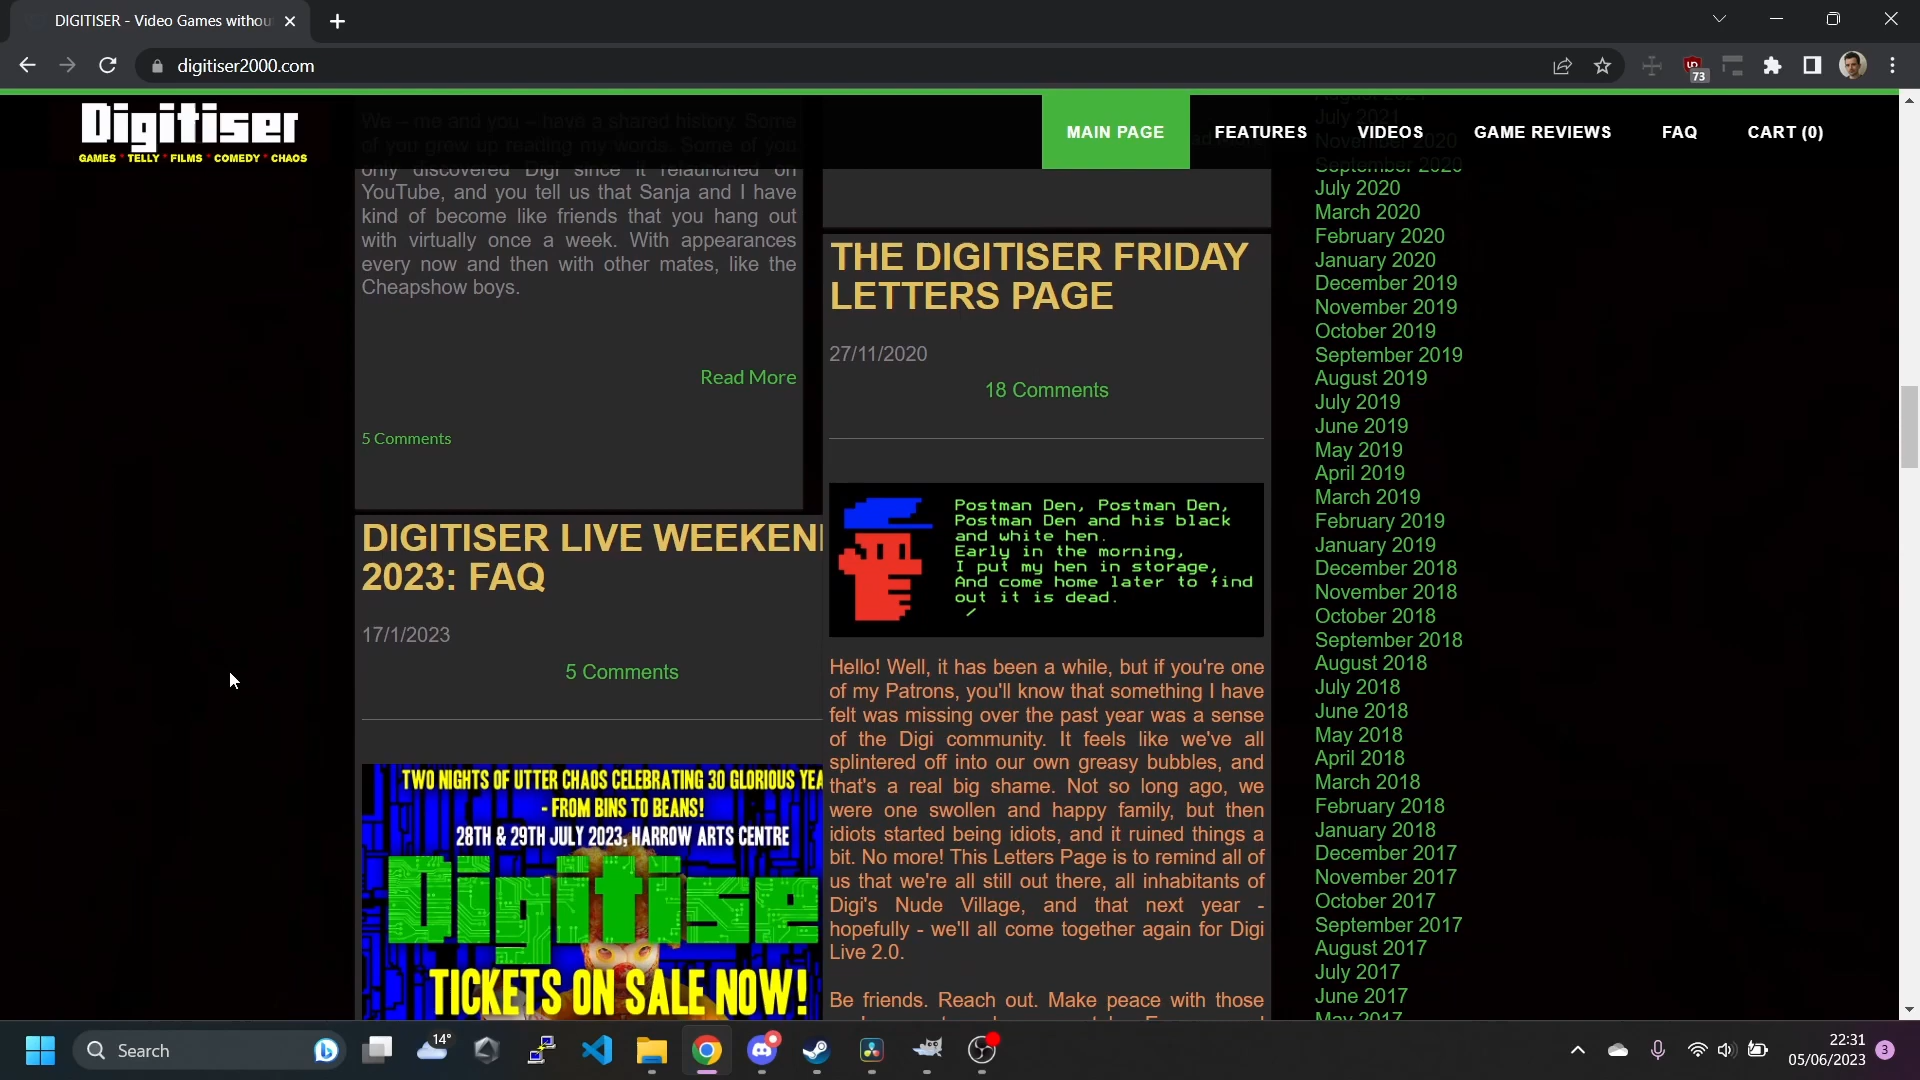 DIGITISER - Video Games withou
digitiser2000.com
73
Digitiser
GAMES * TELLY * FILMS * COMEDY * CHAOS
MAIN PAGE
FEATURES
VIDEOS
GAME REVIEWS
FAQ
CART (0)
We – me and you – have a shared history. Some
of you grew up reading my words. Some of you
only discovered Digi since it relaunched on
YouTube, and you tell us that Sanja and I have
kind of become like friends that you hang out
with virtually once a week. With appearances
every now and then with other mates, like the
Cheapshow boys.
Read More
5 Comments
DIGITISER LIVE WEEKEN
2023: FAQ
17/1/2023
5 Comments
TWO NIGHTS OF UTTER CHAOS CELEBRATING 30 GLORIOUS YEA
- FROM BINS TO BEANS!
28TH & 29TH JULY 2023, HARROW ARTS CENTRE
Digitise
TICKETS ON SALE NOW!
THE DIGITISER FRIDAY
LETTERS PAGE
27/11/2020
18 Comments
Postman Den, Postman Den,
Postman Den and his black
and white hen.
Early in the morning,
I put my hen in storage,
And come home later to find
out it is dead.
Hello! Well, it has been a while, but if you're one
of my Patrons, you'll know that something I have
felt was missing over the past year was a sense
of the Digi community. It feels like we've all
splintered off into our own greasy bubbles, and
that's a real big shame. Not so long ago, we
were one swollen and happy family, but then
idiots started being idiots, and it ruined things a
bit. No more! This Letters Page is to remind all of
us that we're all still out there, all inhabitants of
Digi's Nude Village, and that next year -
hopefully - we'll all come together again for Digi
Live 2.0.
Be friends. Reach out. Make peace with those
July 2021
November 2020
September 2020
July 2020
March 2020
February 2020
January 2020
December 2019
November 2019
October 2019
September 2019
August 2019
July 2019
June 2019
May 2019
April 2019
March 2019
February 2019
January 2019
December 2018
November 2018
October 2018
September 2018
August 2018
July 2018
June 2018
May 2018
April 2018
March 2018
February 2018
January 2018
December 2017
November 2017
October 2017
September 2017
August 2017
July 2017
June 2017
May 2017
Search
14°
22:31
05/06/2023
3